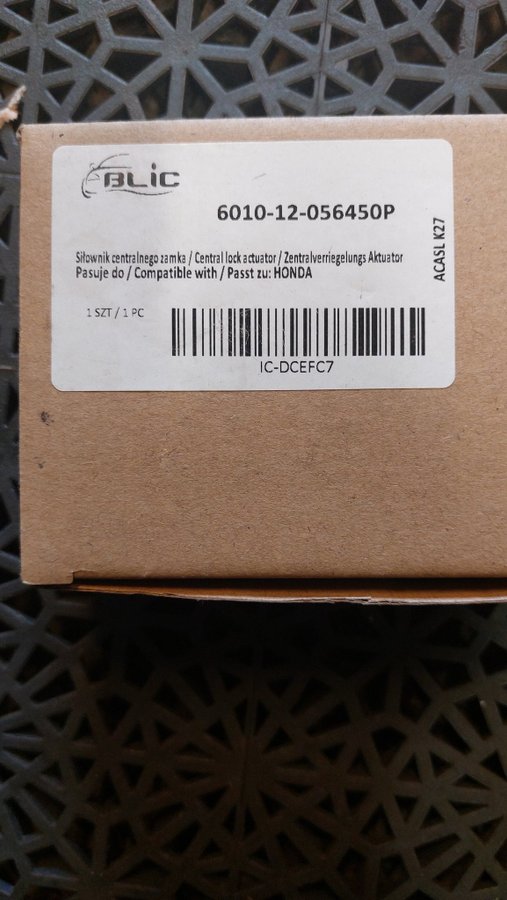 BLIC
6010-12-056450P
Siłownik centralnego zamka / Central lock actuator / Zentralverriegelungs Aktuator
Pasuje do / Compatible with / Passt zu: HONDA
ACASL K27
1 SZT / 1 PC
IC-DCEFC7